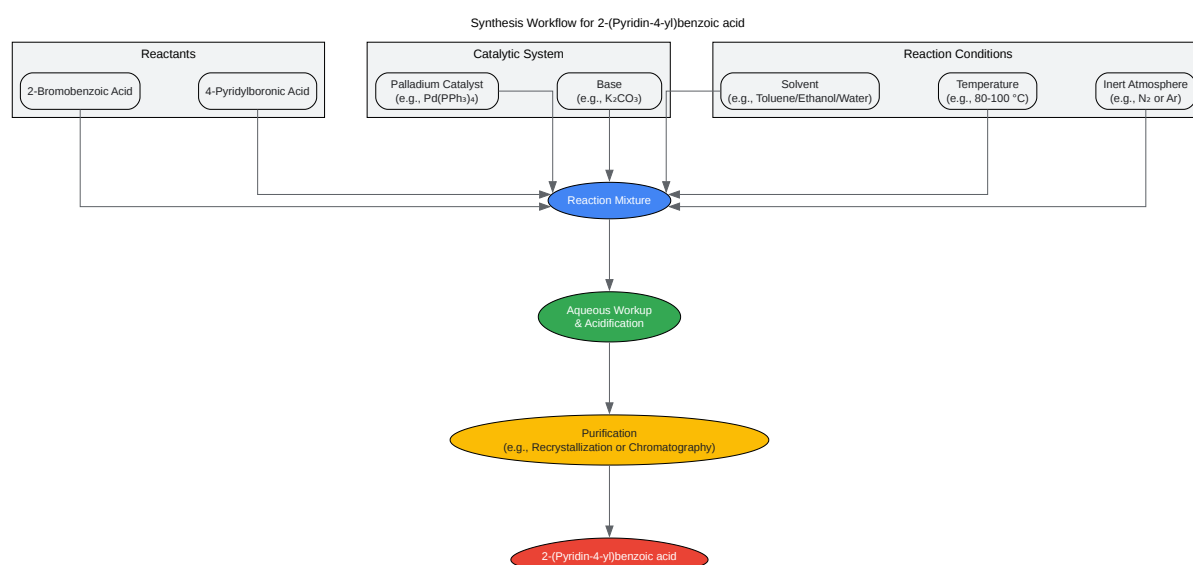 Synthesis Workflow for 2-(Pyridin-4-yl)benzoic acid
Reactants
2-Bromobenzoic Acid
4-Pyridylboronic Acid
Catalytic System
Palladium Catalyst
(e.g., Pd(PPh₃)₄)
Base
(e.g., K₂CO₃)
Reaction Conditions
Solvent
(e.g., Toluene/Ethanol/Water)
Temperature
(e.g., 80-100 °C)
Inert Atmosphere
(e.g., N₂ or Ar)
Reaction Mixture
Aqueous Workup
& Acidification
Purification
(e.g., Recrystallization or Chromatography)
2-(Pyridin-4-yl)benzoic acid